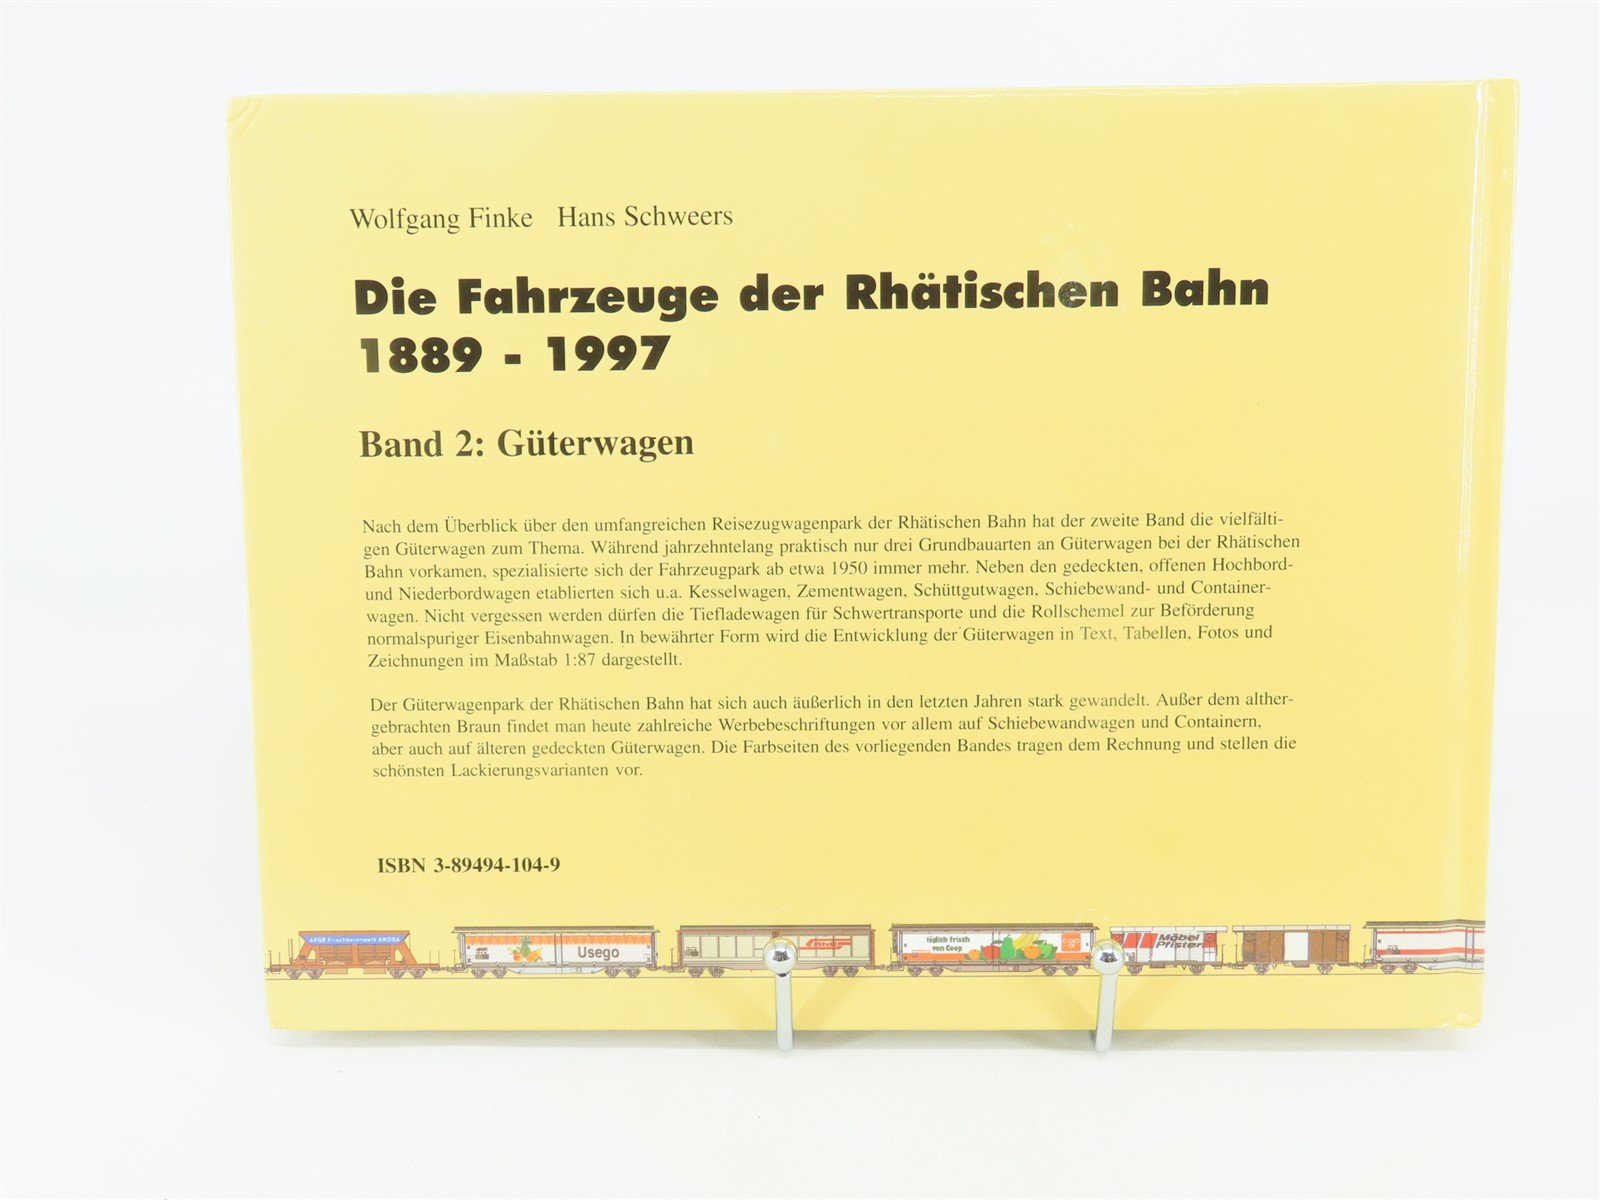 Wolfgang Finke Hans Schweers
Die Fahrzeuge der Rhätischen Bahn
1889 - 1997
Band 2: Güterwagen
Nach dem Überblick über den umfangreichen Reisezugwagenpark der Rhätischen Bahn hat der zweite Band die vielfälti-
gen Güterwagen zum Thema. Während jahrzehntelang praktisch nur drei Grundbauarten an Güterwagen bei der Rhätischen
Bahn vorkamen, spezialisierte sich der Fahrzeugpark ab etwa 1950 immer mehr. Neben den gedeckten, offenen Hochbord-
und Niederbordwagen etablierten sich u.a. Kesselwagen, Zementwagen, Schüttgutwagen, Schiebewand- und Container-
wagen. Nicht vergessen werden dürfen die Tiefladewagen für Schwertransporte und die Rollschemel zur Beförderung
normalspuriger Eisenbahnwagen. In bewährter Form wird die Entwicklung der Güterwagen in Text, Tabellen, Fotos und
Zeichnungen im Maßstab 1:87 dargestellt.
Der Güterwagenpark der Rhätischen Bahn hat sich auch äußerlich in den letzten Jahren stark gewandelt. Außer dem alther-
gebrachten Braun findet man heute zahlreiche Werbebeschriftungen vor allem auf Schiebewandwagen und Containern,
aber auch auf älteren gedeckten Güterwagen. Die Farbseiten des vorliegenden Bandes tragen dem Rechnung und stellen die
schönsten Lackierungsvarianten vor.
ISBN 3-89494-104-9
ARGE Frischbetonwerk AROSA
Usego
täglich frisch
von Coop
Möbel
Pfister